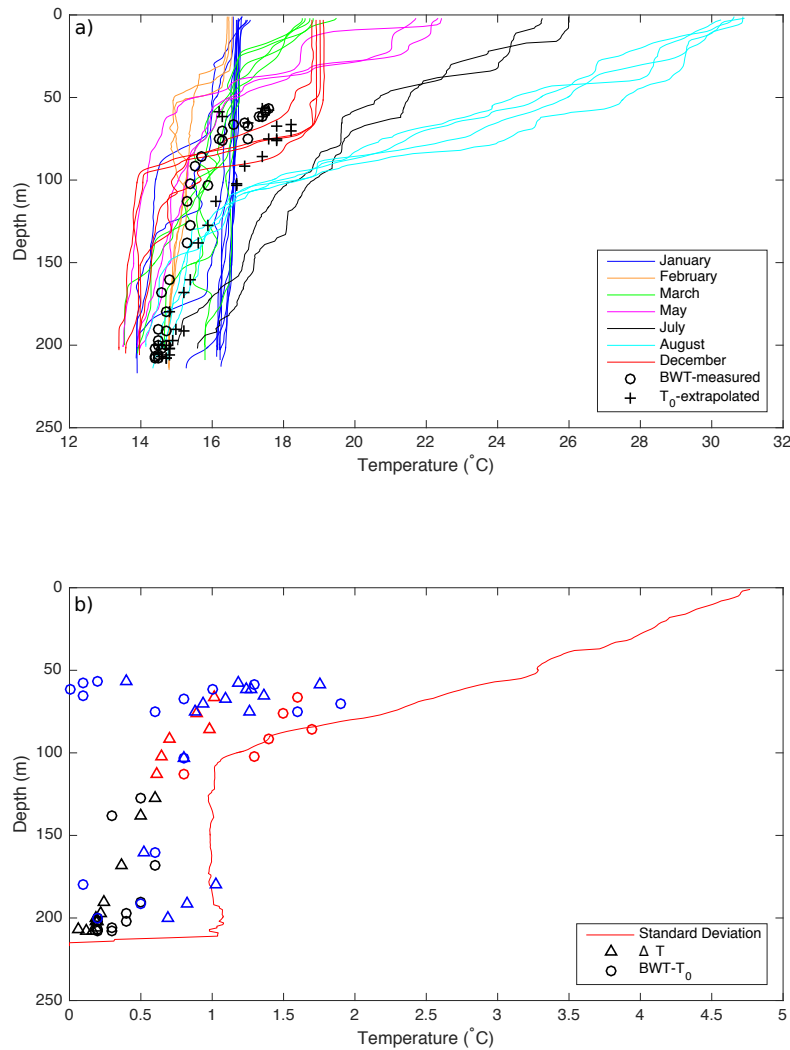 a)
0
50
100
150
200
250
Depth (m)
12 14 16 18 20 22 24 26 28 30 32
Temperature (°C)
January
February
March
May
July
August
December
BWT-measured
T0-extrapolated
b)
0
50
100
150
200
250
Depth (m)
0 0.5 1 1.5 2 2.5 3 3.5 4 4.5 5
Temperature (°C)
Standard Deviation
Δ T
BWT-T0